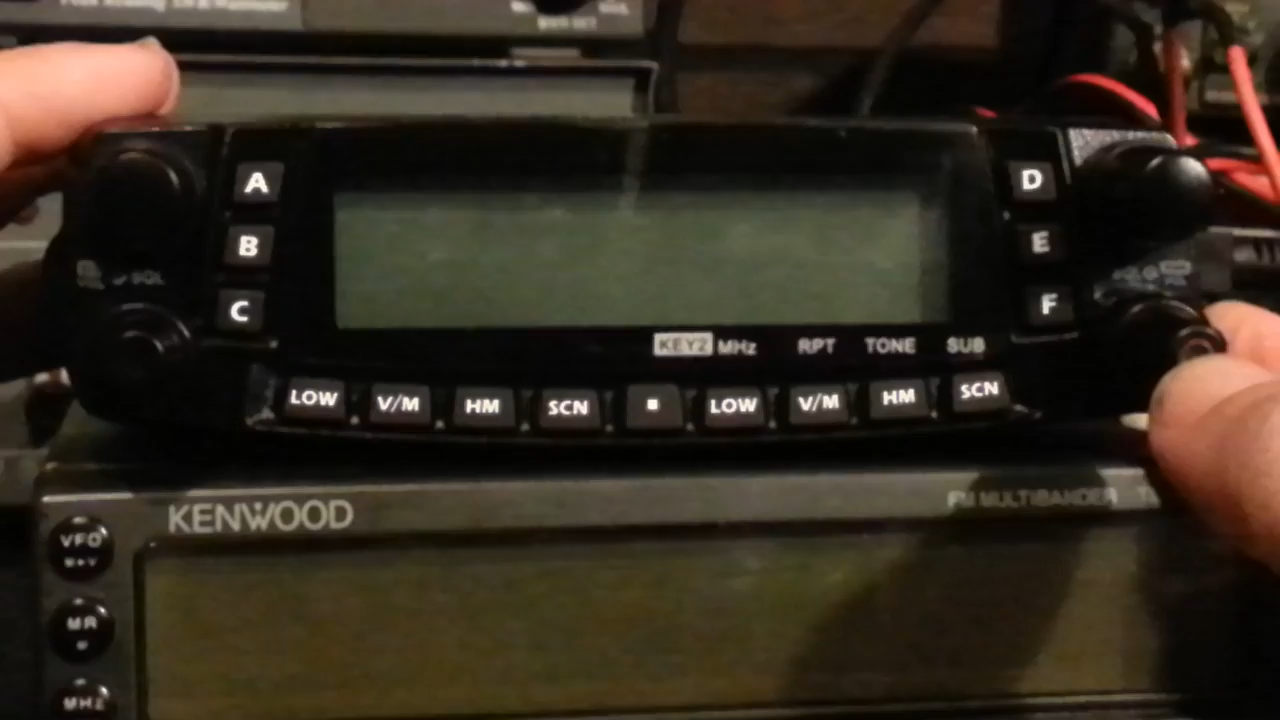 A
D
B
E
SQL
C
F
KEY2 MHz RPT TONE SUB
LOW V/M HM SCN LOW V/M HM SCN
KENWOOD
FM MULTIBANDER
VFO
M►V
MR
MHz